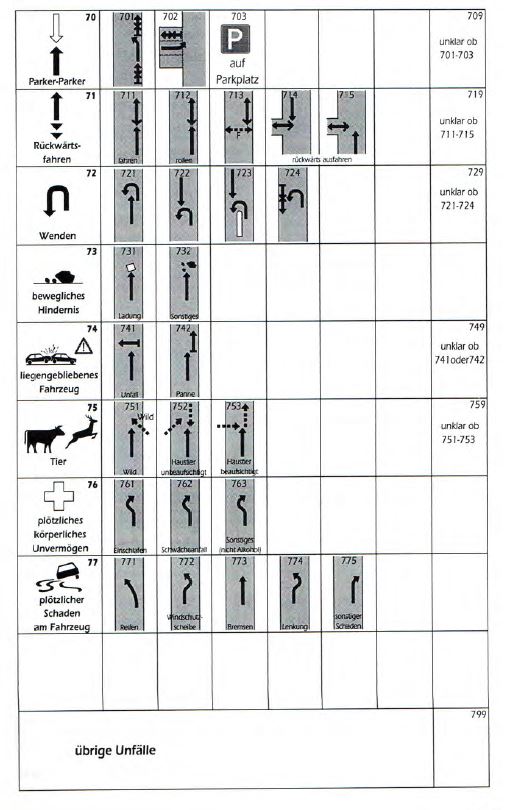 70
701
702
703
709
P
auf
Parkplatz
unklar ob
701-703
Parker-Parker
71
711
712
713
714
715
719
unklar ob
711-715
Rückwärts-
fahren
fahren
rollen
F
rückwärts ausfahren
72
721
722
723
724
729
unklar ob
721-724
Wenden
73
731
732
bewegliches
Hindernis
Ladung
Sonstiges
74
741
742
749
unklar ob
741oder742
liegengebliebenes
Fahrzeug
Unfall
Panne
75
751
752
753
759
Wild
unklar ob
751-753
Tier
Wild
Haustier
unbeaufsichtigt
Haustier
beaufsichtigt
76
761
762
763
plötzliches
körperliches
Unvermögen
Einschlafen
Schwächeanfall
Sonstiges
(nicht Alkohol)
77
771
772
773
774
775
plötzlicher
Schaden
am Fahrzeug
Reifen
Windschutz-
scheibe
Bremsen
Lenkung
sonstiger
Schaden
799
übrige Unfälle